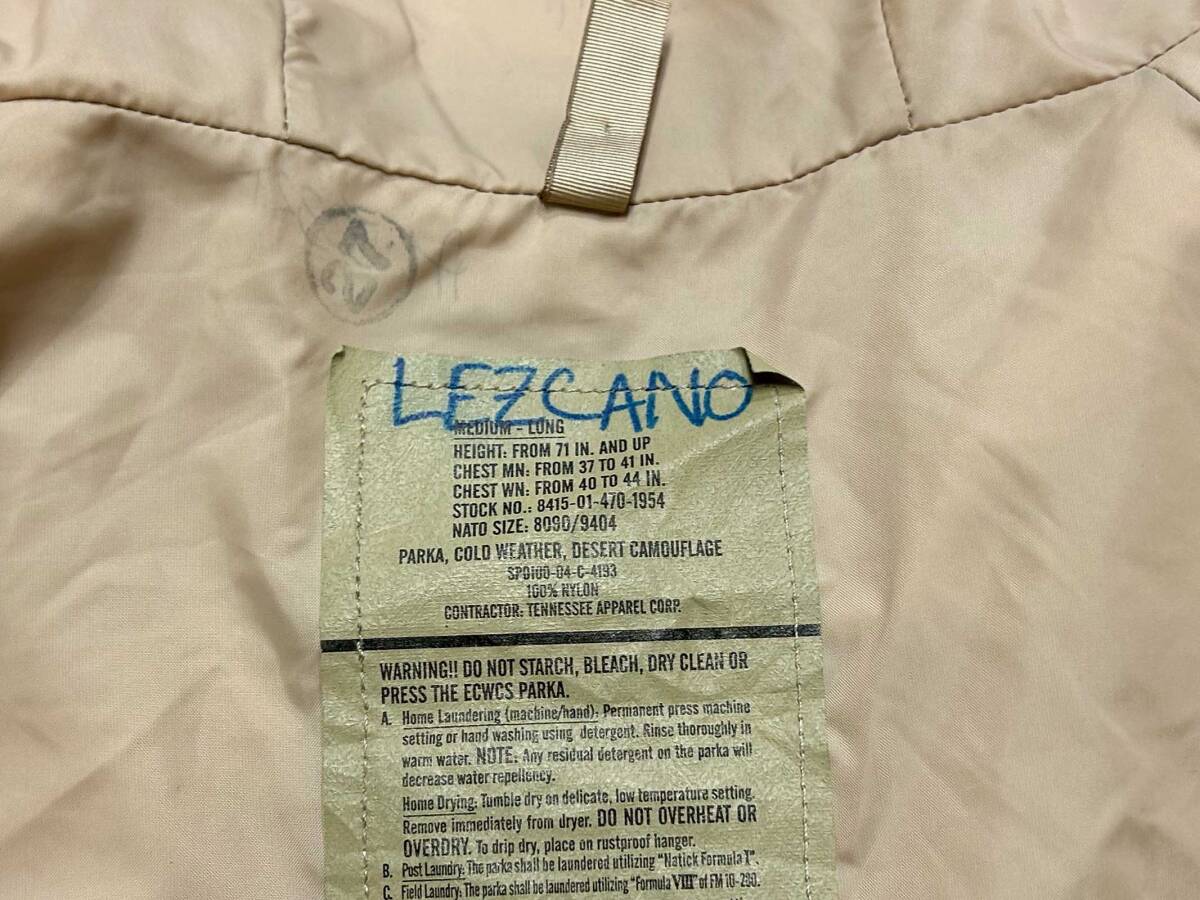 LEZCANO
MEDIUM - LONG
HEIGHT: FROM 71 IN. AND UP
CHEST MN: FROM 37 TO 41 IN.
CHEST WN: FROM 40 TO 44 IN.
STOCK NO.: 8415-01-470-1954
NATO SIZE: 8090/9404
PARKA, COLD WEATHER, DESERT CAMOUFLAGE
SP0100-04-C-4193
100% NYLON
CONTRACTOR: TENNESSEE APPAREL CORP.
WARNING!! DO NOT STARCH, BLEACH, DRY CLEAN OR
PRESS THE ECWCS PARKA.
A. Home Laundering (machine/hand): Permanent press machine
setting or hand washing using detergent. Rinse thoroughly in
warm water. NOTE: Any residual detergent on the parka will
decrease water repellency.
Home Drying: Tumble dry on delicate, low temperature setting.
Remove immediately from dryer. DO NOT OVERHEAT OR
OVERDRY. To drip dry, place on rustproof hanger.
B. Post Laundry: The parka shall be laundered utilizing "Natick Formula I".
C. Field Laundry: The parka shall be laundered utilizing "Formula VIII" of FM 10-280.